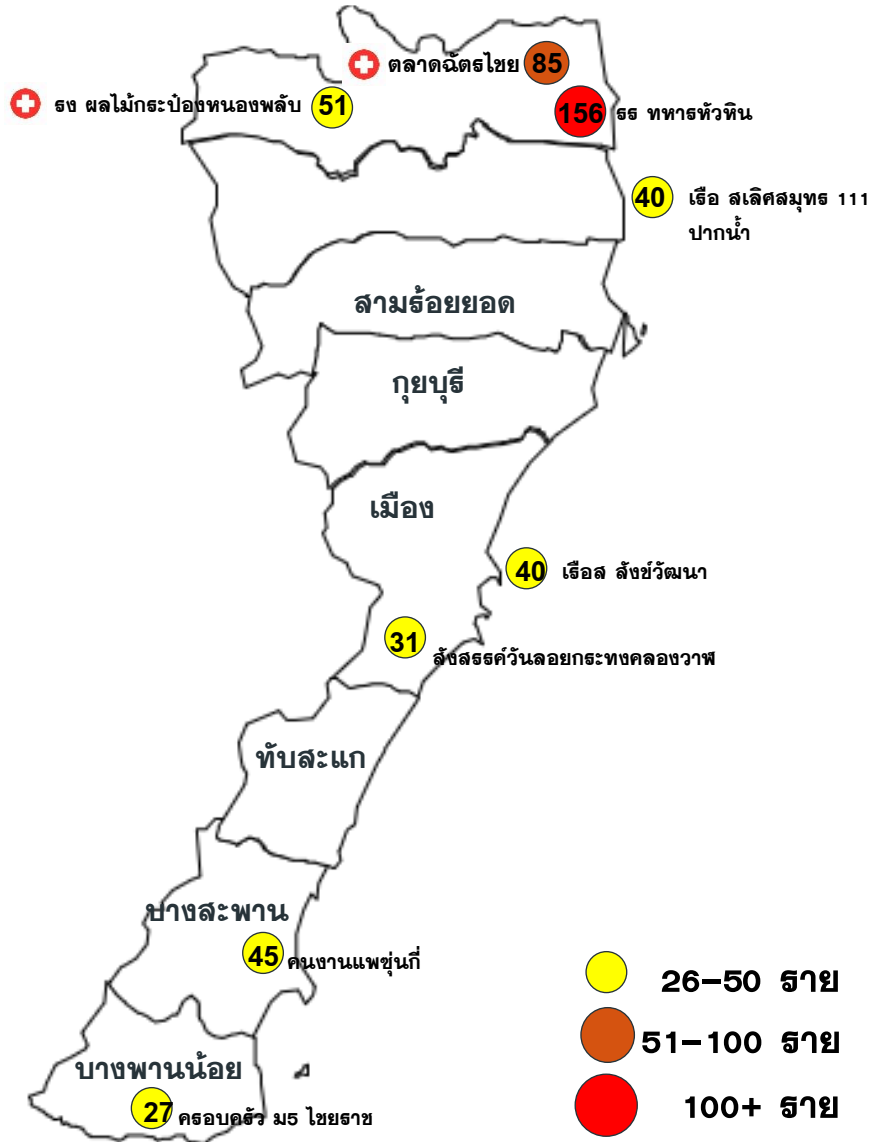 ตลาดฉัตรไชย 85
รง ผลไม้กระป๋องหนองพลับ 51
156 รร ทหารหัวหิน
40 เรือ สเลิศสมุทร 111
ปากน้ำ
สามร้อยยอด
กุยบุรี
เมือง
40 เรือส สังข์วัฒนา
31 สังสรรค์วันลอยกระทงคลองวาฬ
ทับสะแก
บางสะพาน
45 คนงานแพชุ่นกี่
26-50 ราย
51-100 ราย
บางพานน้อย
100+ ราย
27 ครอบครัว ม5 ไชยราช